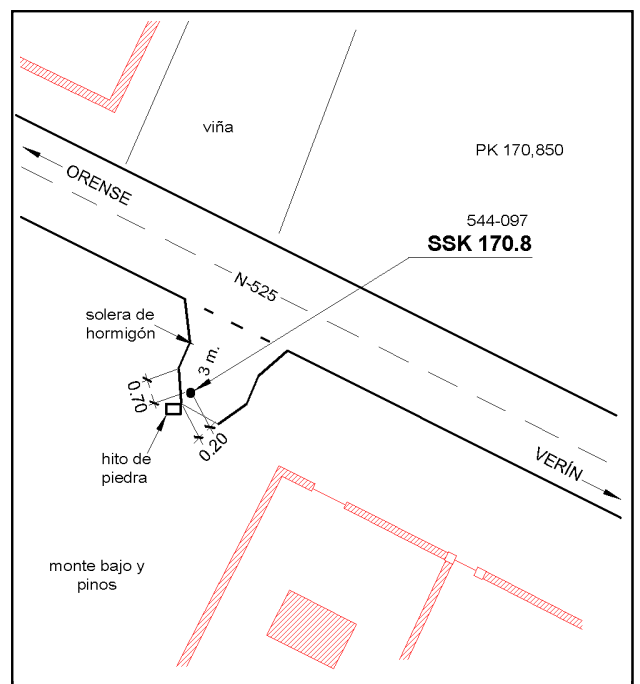 viña
PK 170,850
ORENSE
544-097
SSK 170.8
N-525
solera de
hormigón
3 m.
0.70
0.20
hito de
piedra
VERÍN
monte bajo y
pinos